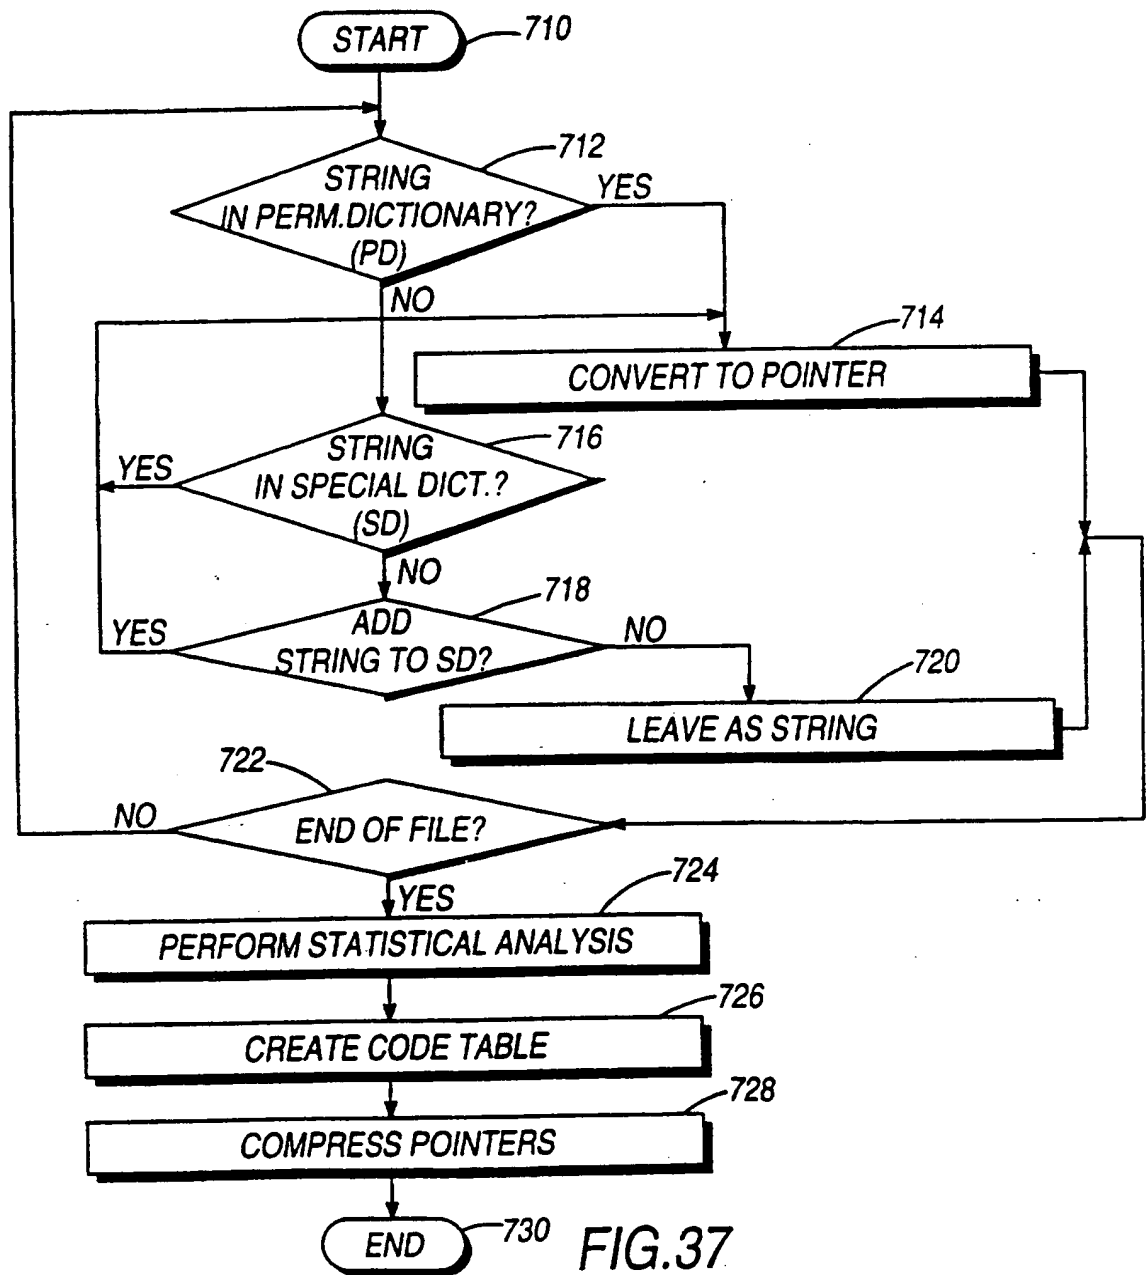 START
710
STRING
IN PERM.DICTIONARY?
(PD)
712
YES
NO
714
CONVERT TO POINTER
STRING
IN SPECIAL DICT.?
(SD)
716
YES
NO
718
ADD
STRING TO SD?
YES
NO
720
LEAVE AS STRING
722
END OF FILE?
NO
YES
724
PERFORM STATISTICAL ANALYSIS
726
CREATE CODE TABLE
728
COMPRESS POINTERS
END
730
FIG.37